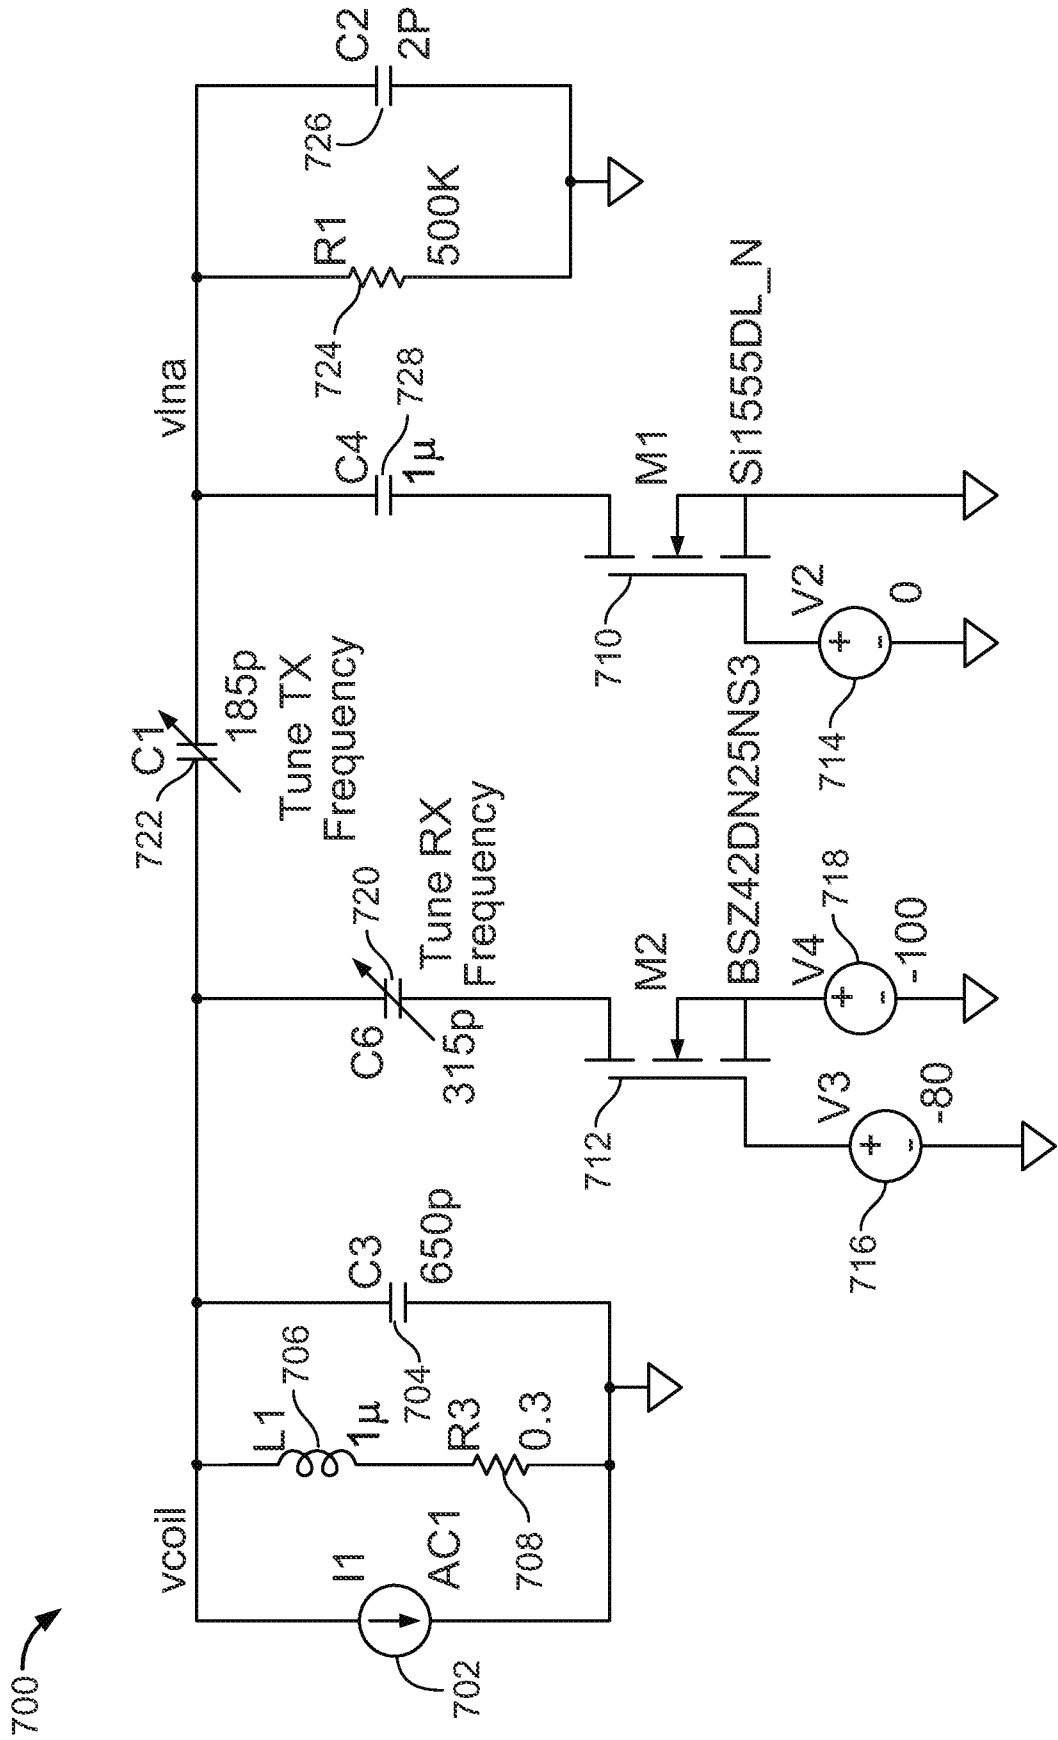 700
vcoil
vlna
I1
AC1
702
L1
706
1µ
R3
0.3
708
C3
650p
704
C6
720
315p
Tune RX
Frequency
C1
722
185p
Tune TX
Frequency
M2
712
BSZ42DN25NS3
V3
-80
716
V4
718
-100
C4
1µ
728
M1
710
Si1555DL_N
V2
0
714
R1
724
500K
C2
2P
726
+
-
+
-
+
-